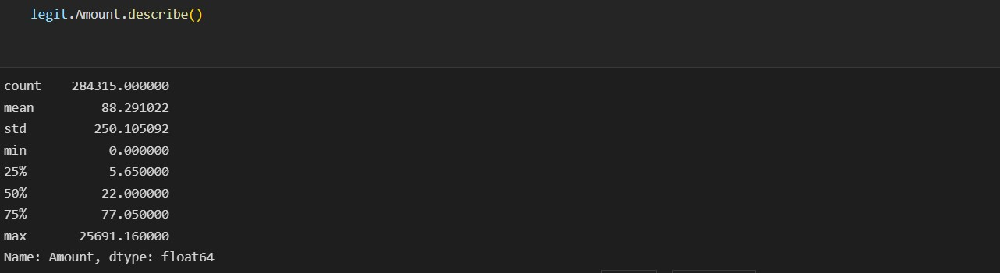 legit.Amount.describe()
count    284315.000000
mean         88.291022
std         250.105092
min           0.000000
25%           5.650000
50%          22.000000
75%          77.050000
max       25691.160000
Name: Amount, dtype: float64